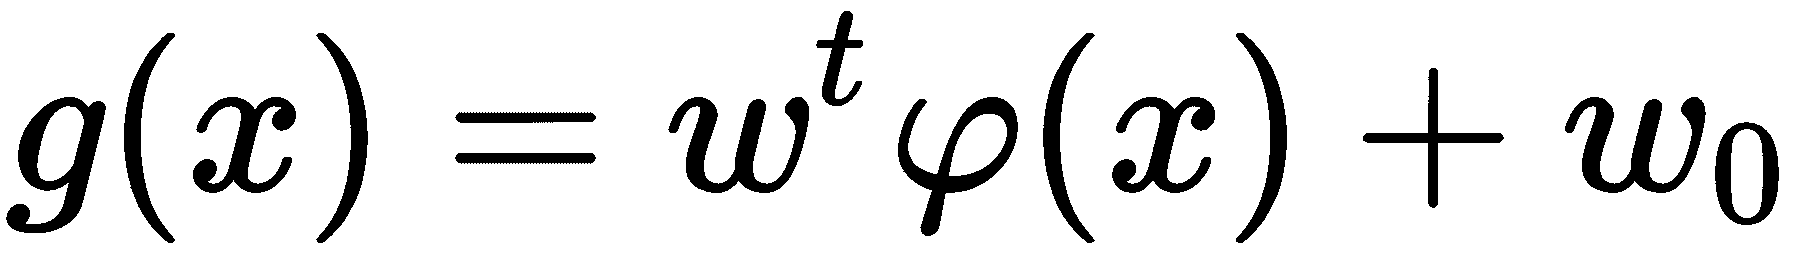 g(x) = w^t φ(x) + w_0